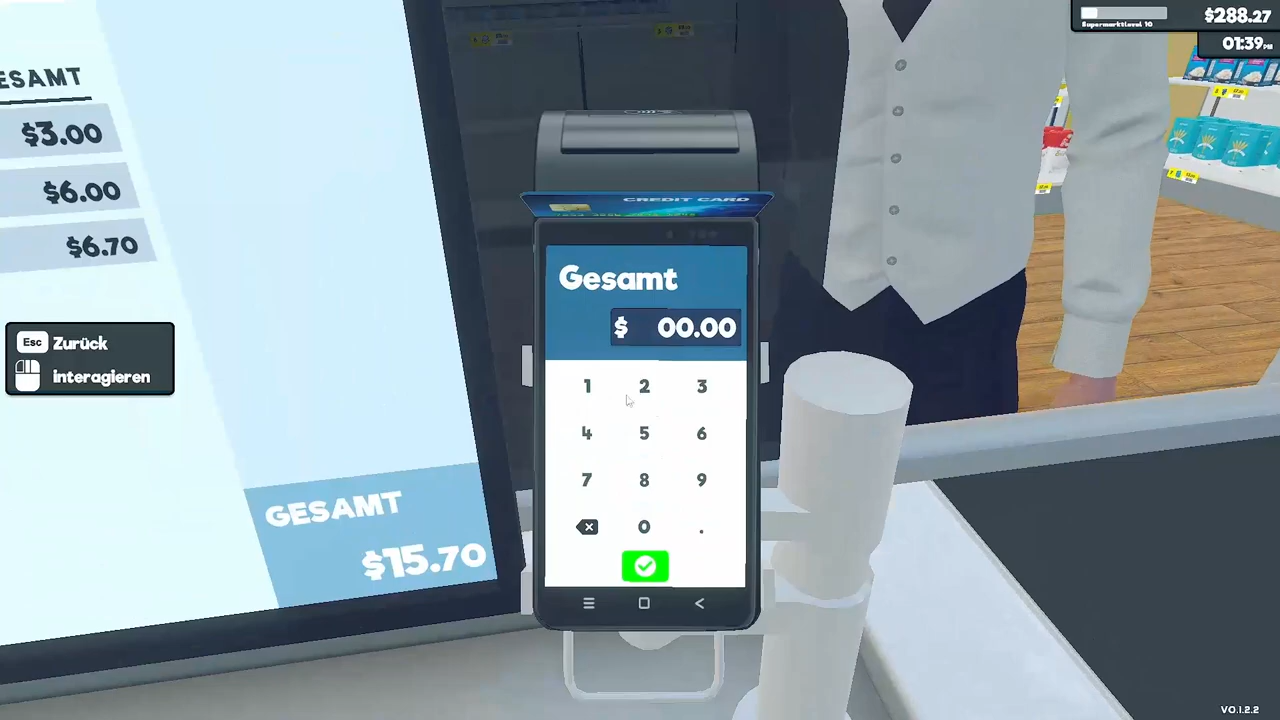 $288.27
Supermarktlevel 10
01:39PM
ESAMT
$3.00
$6.00
$6.70
Esc Zurück
Interagieren
GESAMT
$15.70
CREDIT CARD
Gesamt
$ 00.00
1 2 3
4 5 6
7 8 9
0 .
V0.1.2.2